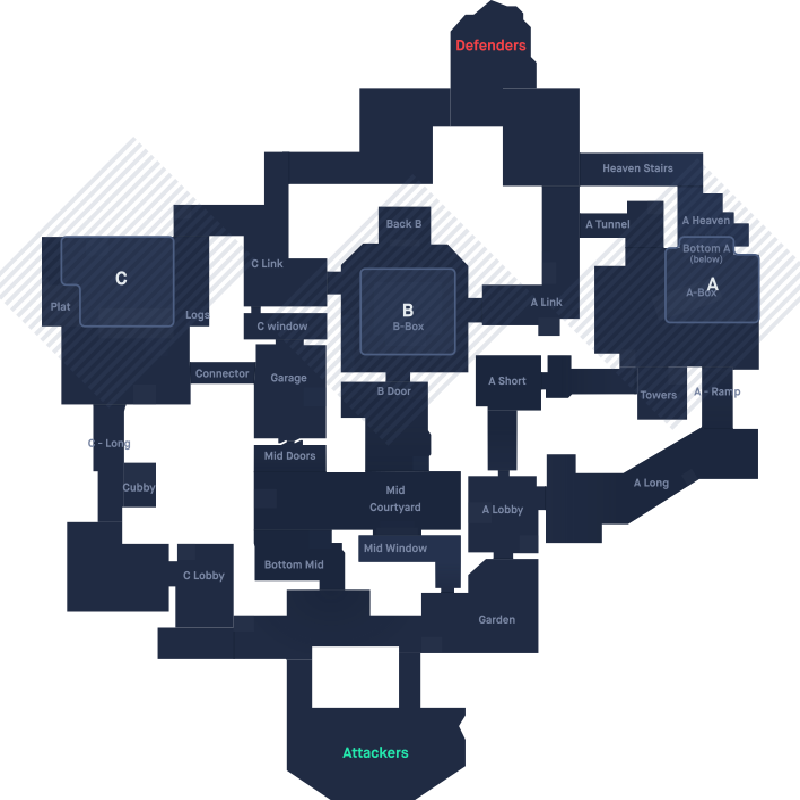 Defenders
Heaven Stairs
A Heaven
Back B
A Tunnel
Bottom A
(below)
C Link
C
A
A-Box
Plat
A Link
B
B-Box
Logs
C window
Connector
Garage
A Short
B Door
Towers
A - Ramp
C - Long
Mid Doors
Cubby
A Long
Mid
Courtyard
A Lobby
Mid Window
Bottom Mid
C Lobby
Garden
Attackers